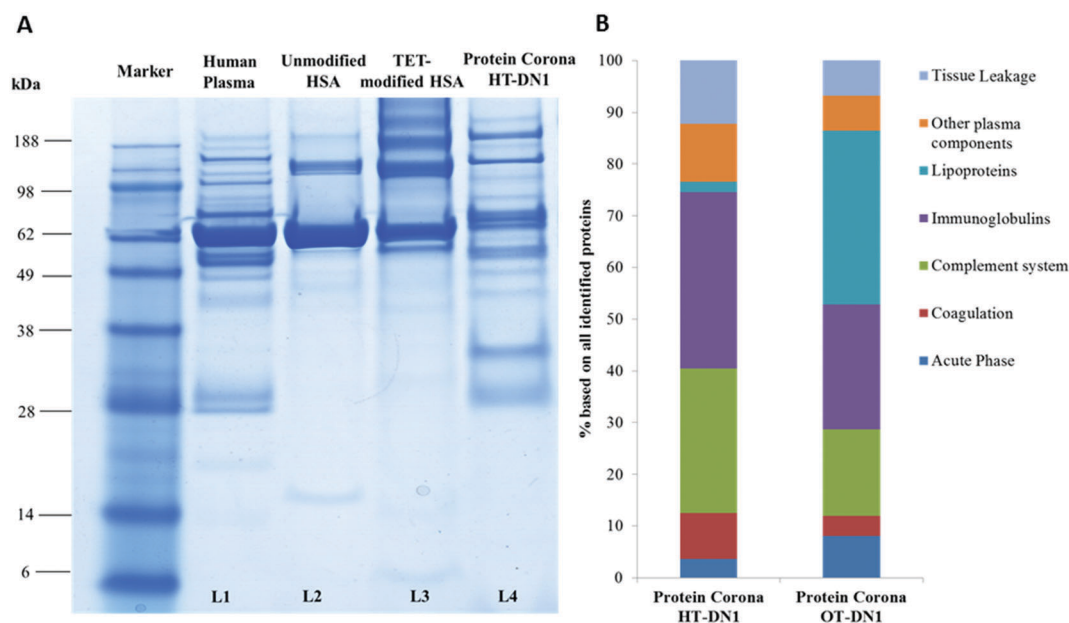 A
kDa
Marker
Human
Plasma
Unmodified
HSA
TET-
modified HSA
Protein Corona
HT-DN1
188
98
62
49
38
28
14
6
L1
L2
L3
L4
B
% based on all identified proteins
100
90
80
70
60
50
40
30
20
10
0
Protein Corona
HT-DN1
Protein Corona
OT-DN1
Tissue Leakage
Other plasma
components
Lipoproteins
Immunoglobulins
Complement system
Coagulation
Acute Phase